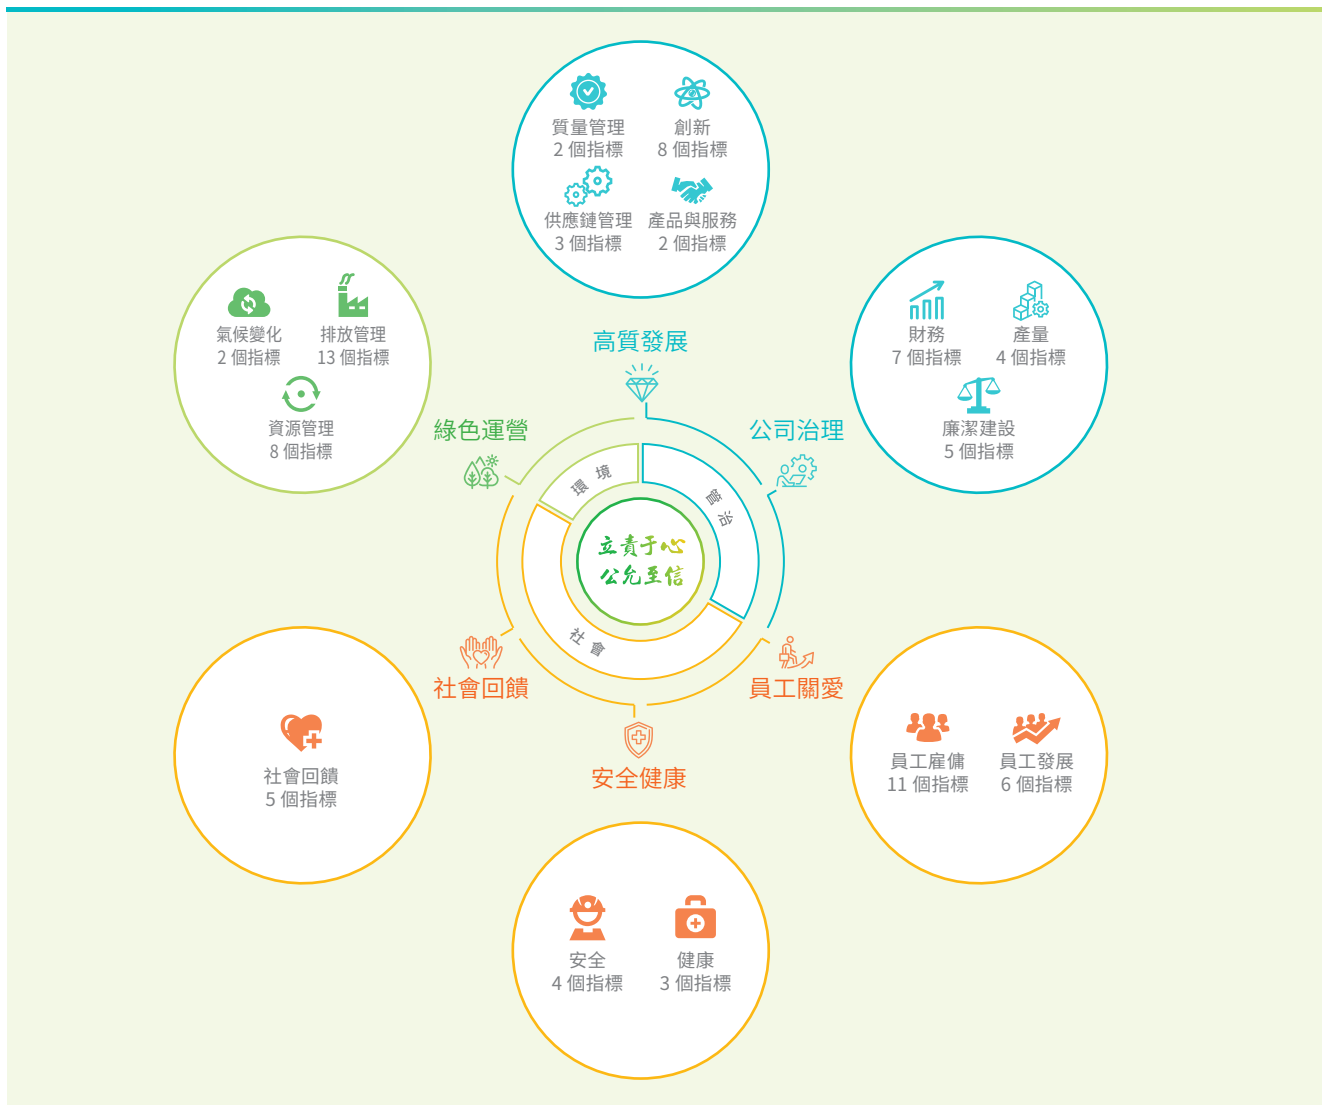 質量管理
2 個指標
創新
8 個指標
供應鏈管理
3 個指標
產品與服務
2 個指標
氣候變化
2 個指標
排放管理
13 個指標
資源管理
8 個指標
財務
7 個指標
產量
4 個指標
廉潔建設
5 個指標
高質發展
綠色運營
公司治理
環境
管治
立責于心
公允至信
社會
社會回饋
員工關愛
安全健康
社會回饋
5 個指標
員工雇傭
11 個指標
員工發展
6 個指標
安全
4 個指標
健康
3 個指標